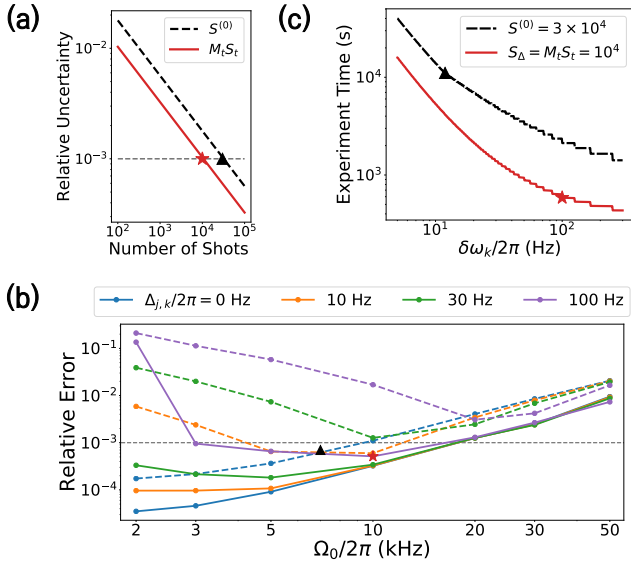 (a)
Relative Uncertainty
10⁻²
10⁻³
S⁽⁰⁾
MₜSₜ
10² 10³ 10⁴ 10⁵
Number of Shots
(c)
Experiment Time (s)
10⁴
10³
S⁽⁰⁾ = 3 × 10⁴
S_Δ = MₜSₜ = 10⁴
10¹ 10²
δωₖ/2π (Hz)
(b)
Δⱼ,ₖ/2π = 0 Hz 10 Hz 30 Hz 100 Hz
Relative Error
10⁻¹
10⁻²
10⁻³
10⁻⁴
2 3 5 10 20 30 50
Ω₀/2π (kHz)